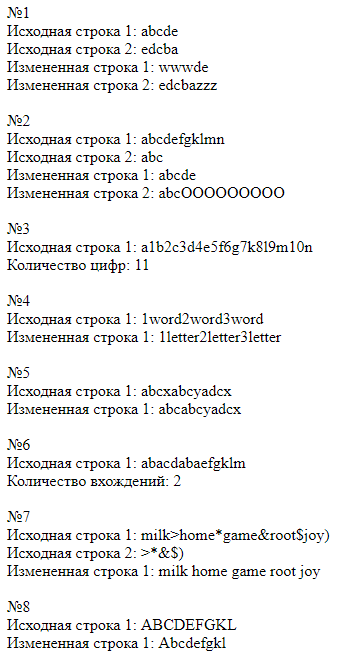 №1
Исходная строка 1: abcde
Исходная строка 2: edcba
Измененная строка 1: wwwde
Измененная строка 2: edcbazzz
№2
Исходная строка 1: abcdefgklmn
Исходная строка 2: abc
Измененная строка 1: abcde
Измененная строка 2: abcOOOOOOOOO
№3
Исходная строка 1: a1b2c3d4e5f6g7k8l9m10n
Количество цифр: 11
№4
Исходная строка 1: 1word2word3word
Измененная строка 1: 1letter2letter3letter
№5
Исходная строка 1: abcxabcyadcx
Измененная строка 1: abcabcyadcx
№6
Исходная строка 1: abacdabaefgklm
Количество вхождений: 2
№7
Исходная строка 1: milk>home*game&root$joy)
Исходная строка 2: >*&$)
Измененная строка 1: milk home game root joy
№8
Исходная строка 1: ABCDEFGKL
Измененная строка 1: Abcdefgkl